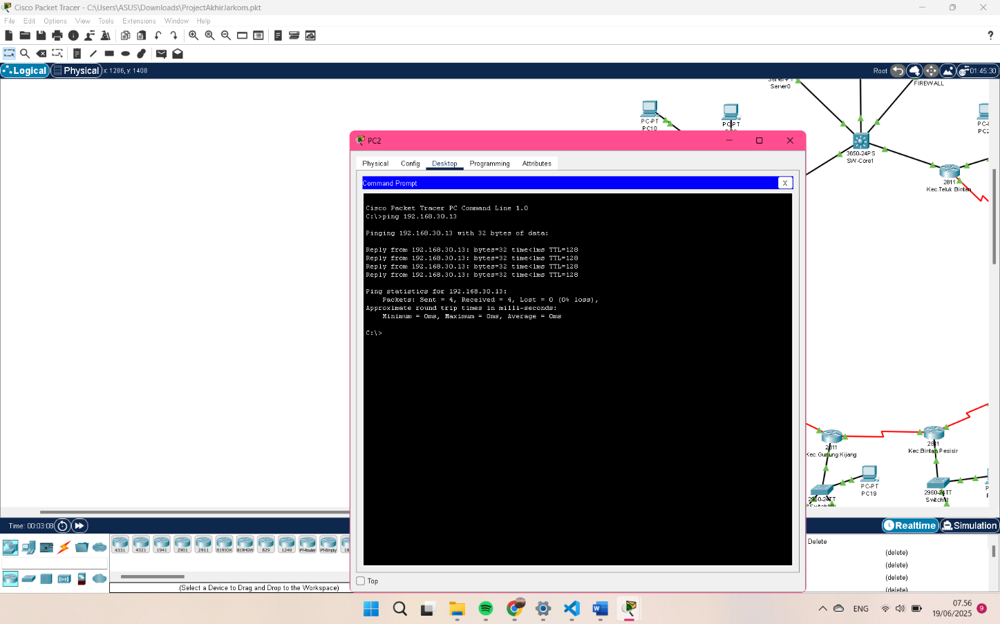 Cisco Packet Tracer - C:\Users\ASUS\Downloads\ProjectAkhirJarkom.pkt
File Edit Options View Tools Extensions Window Help
?
Logical Physical x: 1286, y: 1408 Root 01:45:30
Server0
FIREWALL
PC-PT
PC10
PC-PT
3650-24PS
SW-Core1
2811
Kec.Teluk Bintan
PC2
Physical Config Desktop Programming Attributes
Command Prompt X
Cisco Packet Tracer PC Command Line 1.0
C:\>ping 192.168.30.13
Pinging 192.168.30.13 with 32 bytes of data:
Reply from 192.168.30.13: bytes=32 time<1ms TTL=128
Reply from 192.168.30.13: bytes=32 time<1ms TTL=128
Reply from 192.168.30.13: bytes=32 time<1ms TTL=128
Reply from 192.168.30.13: bytes=32 time<1ms TTL=128
Ping statistics for 192.168.30.13:
Packets: Sent = 4, Received = 4, Lost = 0 (0% loss),
Approximate round trip times in milli-seconds:
Minimum = 0ms, Maximum = 0ms, Average = 0ms
C:\>
2811
Kec.Gunung Kijang
2811
Kec.Bintan Pesisir
PC-PT
PC19
2950-24TT
2960-24TT
Switch11
Time: 00:03:08 Realtime Simulation
4331 4321 1941 2901 2911 819IOX 819HGW 829 1240 PT-Router PT-Empty
Delete
(delete)
(delete)
(delete)
(delete)
Top
(Select a Device to Drag and Drop to the Workspace)
ENG
07.56
19/06/2025
9